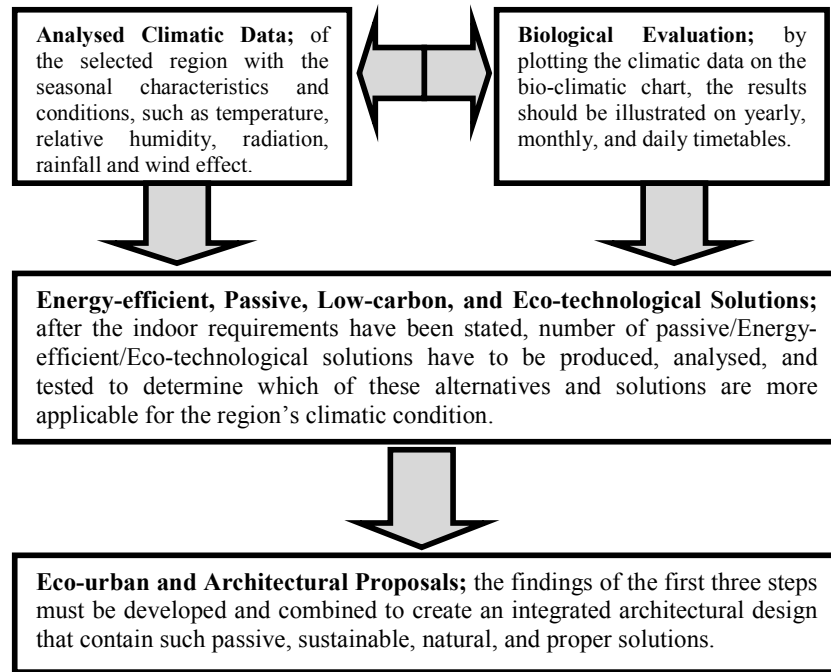 Analysed Climatic Data; of
the selected region with the
seasonal characteristics and
conditions, such as temperature,
relative humidity, radiation,
rainfall and wind effect.
Biological Evaluation; by
plotting the climatic data on the
bio-climatic chart, the results
should be illustrated on yearly,
monthly, and daily timetables.
Energy-efficient, Passive, Low-carbon, and Eco-technological Solutions;
after the indoor requirements have been stated, number of passive/Energy-
efficient/Eco-technological solutions have to be produced, analysed, and
tested to determine which of these alternatives and solutions are more
applicable for the region’s climatic condition.
Eco-urban and Architectural Proposals; the findings of the first three steps
must be developed and combined to create an integrated architectural design
that contain such passive, sustainable, natural, and proper solutions.